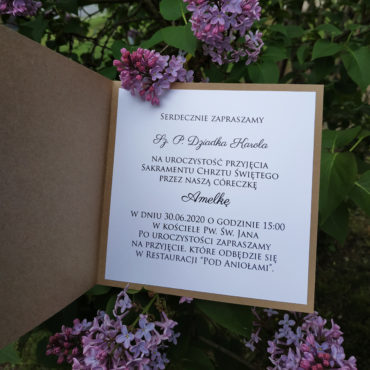 Serdecznie zapraszamy
Sz. P. Dziadka Karola
na uroczystość przyjęcia
Sakramentu Chrztu Świętego
przez naszą córeczkę
Amelkę
w dniu 30.06.2020 o godzinie 15:00
w kościele Pw. Św. Jana
Po uroczystości zapraszamy
na przyjęcie, które odbędzie się
w Restauracji "Pod Aniołami".